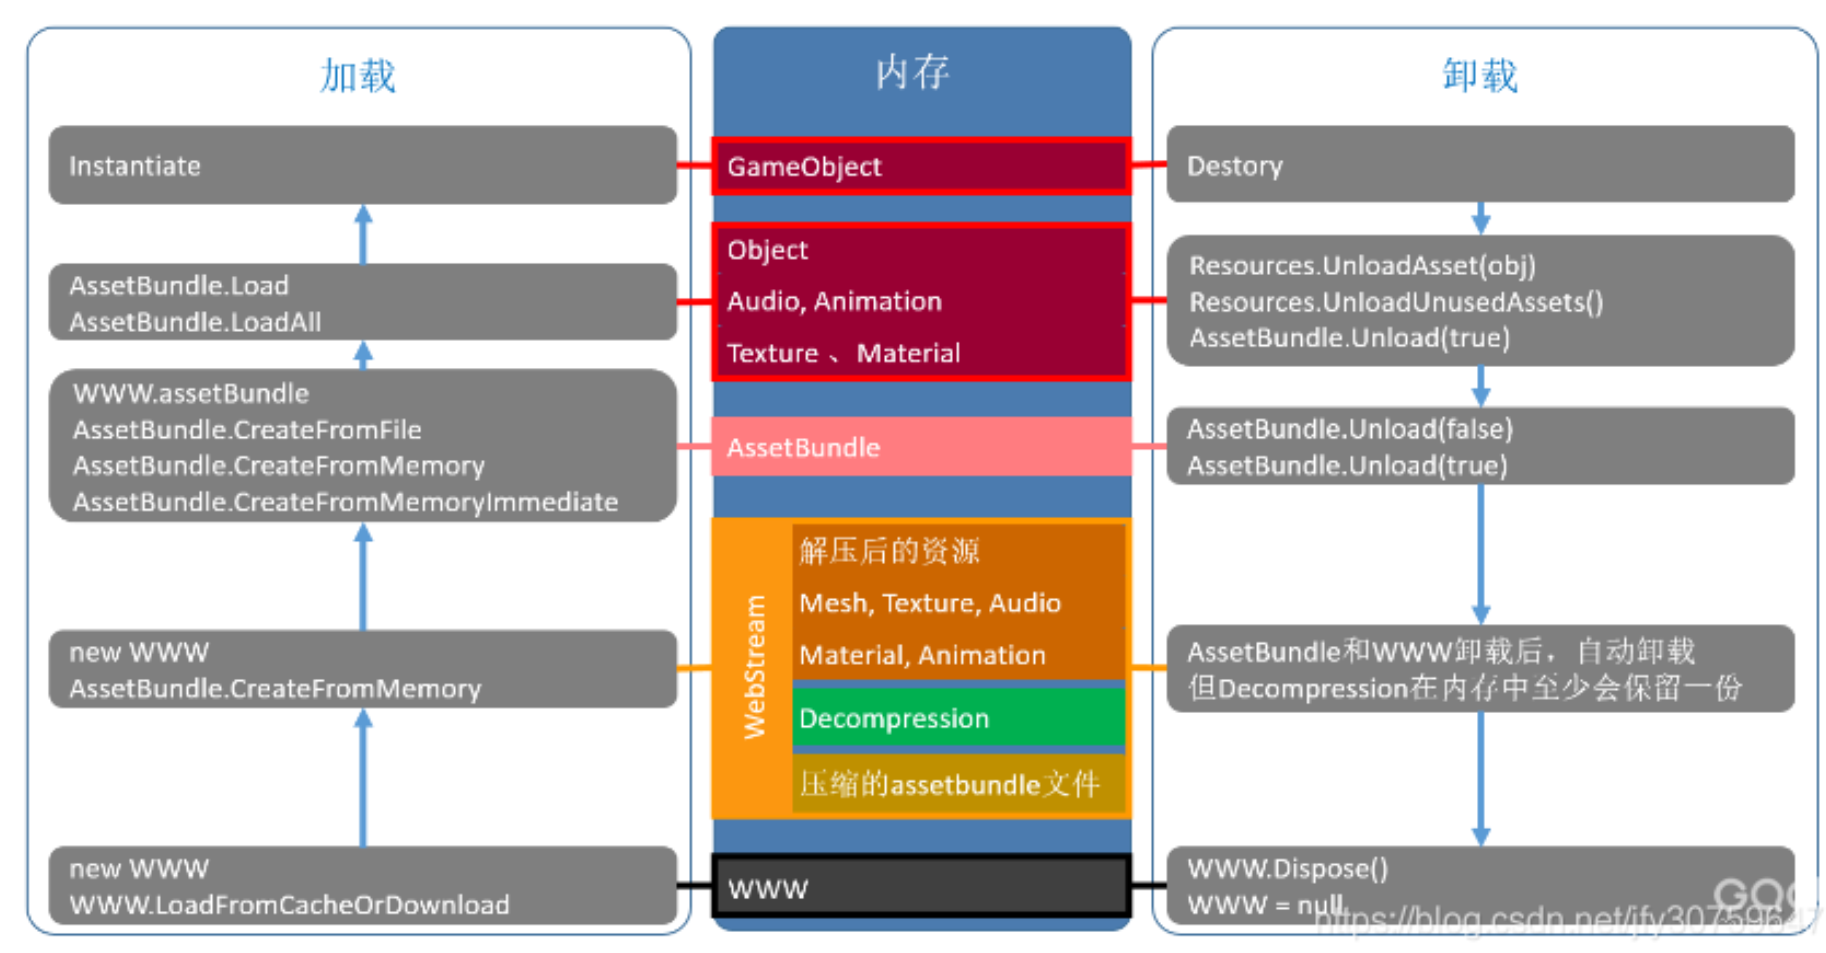 加载
Instantiate
AssetBundle.Load
AssetBundle.LoadAll
WWW.assetBundle
AssetBundle.CreateFromFile
AssetBundle.CreateFromMemory
AssetBundle.CreateFromMemoryImmediate
new WWW
AssetBundle.CreateFromMemory
new WWW
WWW.LoadFromCacheOrDownload
内存
GameObject
Object
Audio, Animation
Texture 、Material
AssetBundle
WebStream
解压后的资源
Mesh, Texture, Audio
Material, Animation
Decompression
压缩的assetbundle文件
WWW
卸载
Destory
Resources.UnloadAsset(obj)
Resources.UnloadUnusedAssets()
AssetBundle.Unload(true)
AssetBundle.Unload(false)
AssetBundle.Unload(true)
AssetBundle和WWW卸载后，自动卸载
但Decompression在内存中至少会保留一份
WWW.Dispose()
WWW = null
https://blog.csdn.net/jfy307596479